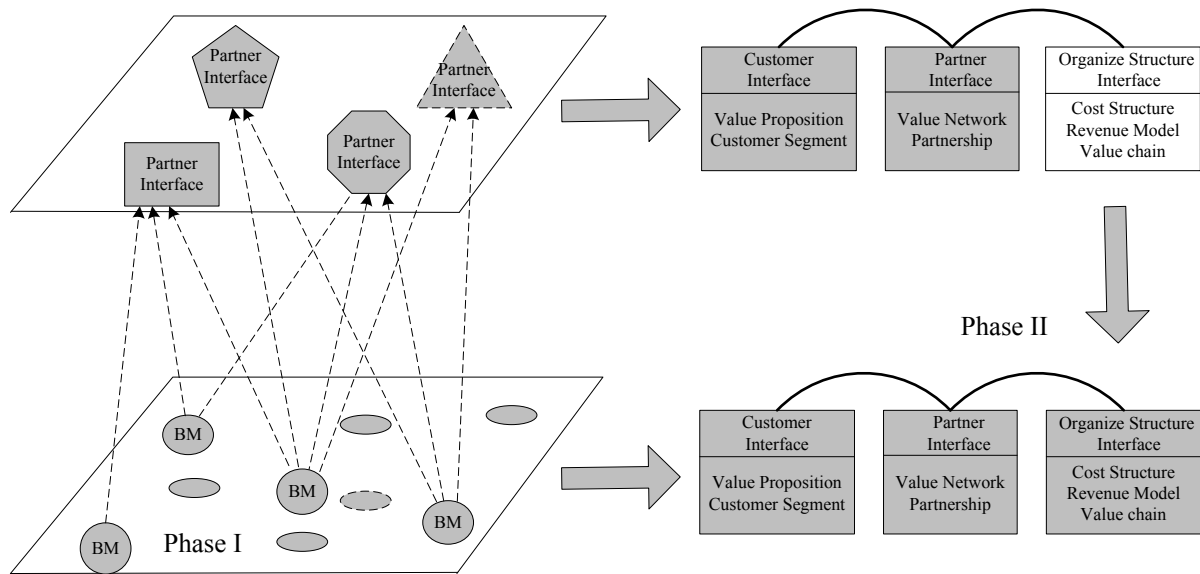 Partner
Interface
Partner
Interface
Partner
Interface
Partner
Interface
Customer
Interface
Value Proposition
Customer Segment
Partner
Interface
Value Network
Partnership
Organize Structure
Interface
Cost Structure
Revenue Model
Value chain
Phase II
BM
BM
BM
BM
Phase I
Customer
Interface
Value Proposition
Customer Segment
Partner
Interface
Value Network
Partnership
Organize Structure
Interface
Cost Structure
Revenue Model
Value chain